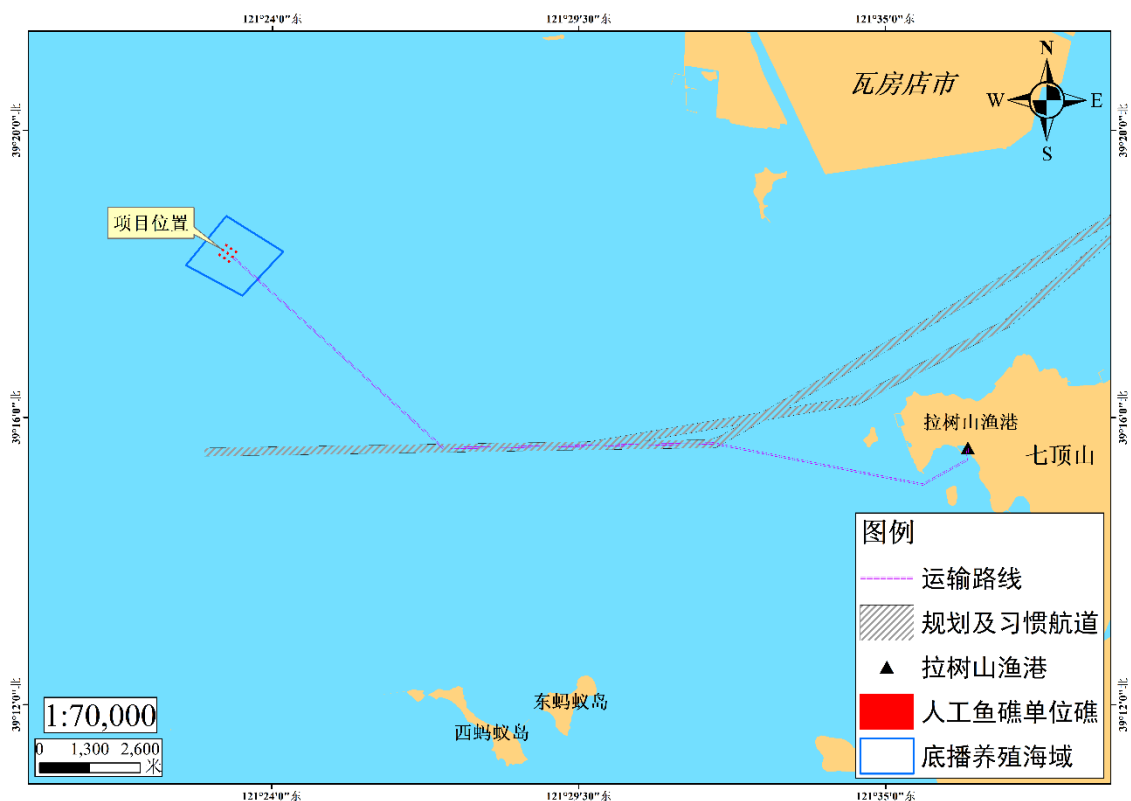 121°24'0"东
121°29'30"东
121°35'0"东
39°20'0"北
39°20'0"北
瓦房店市
N
W
E
S
项目位置
39°16'0"北
39°16'0"北
拉树山渔港
七顶山
图例
运输路线
规划及习惯航道
拉树山渔港
人工鱼礁单位礁
底播养殖海域
39°12'0"北
39°12'0"北
东蚂蚁岛
西蚂蚁岛
1:70,000
0 1,300 2,600
米
121°24'0"东
121°29'30"东
121°35'0"东